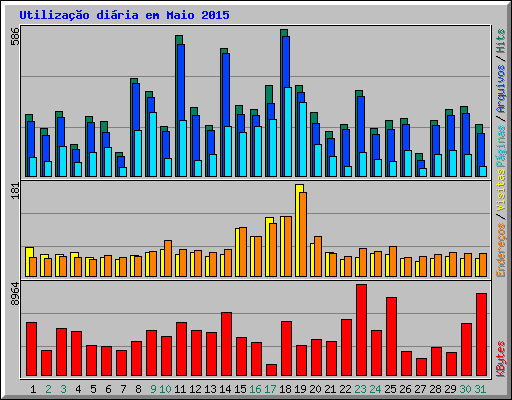 Utilização diária em Maio 2015
586
181
8964
Endereços / Visitas Páginas / Arquivos / Hits
KBytes
1 2 3 4 5 6 7 8 9 10 11 12 13 14 15 16 17 18 19 20 21 22 23 24 25 26 27 28 29 30 31